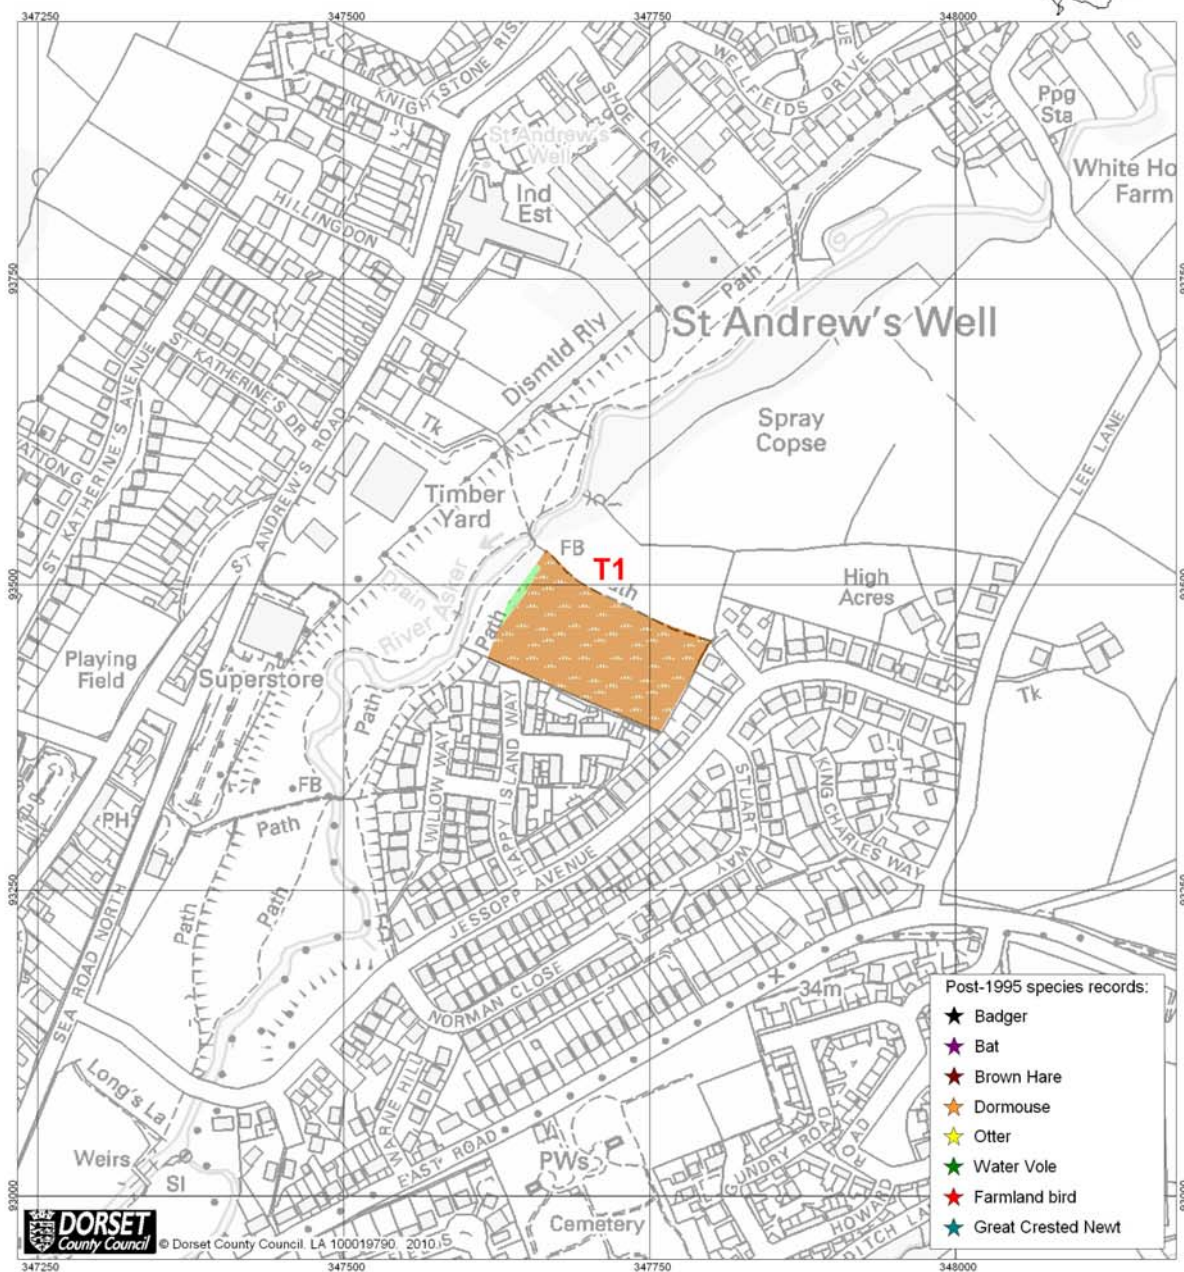 347250
347500
347750
348000
KNIGHTSTONE RISE
SHOE LANE
WELLFIELDS DRIVE
Ppg
Sta
St Andrew's
Well
White Ho
Farm
Ind
Est
HILLINGDON
93750
93750
Path
St Andrew's Well
Dismtld Rly
ST KATHERINE'S AVENUE
ST KATHERINE'S DR
ST ANDREW'S ROAD
Tk
Spray
Copse
LEE LANE
Timber
Yard
FB
T1
Path
93500
93500
High
Acres
Drain
River Asker
Path
Playing
Field
Superstore
Path
Tk
WILLOW WAY
HAPPY ISLAND WAY
STUART WAY
KING CHARLES WAY
FB
PH
Path
JESSOPP AVENUE
93250
93250
Path
Path
SEA ROAD NORTH
NORMAN CLOSE
34m
Long's La
WARNE HILL
EAST ROAD
Weirs
Sl
PWs
GUNDRY ROAD
ROAD
HOWARD
DITCH LA
Cemetery
93000
93000
Post-1995 species records:
Badger
Bat
Brown Hare
Dormouse
Otter
Water Vole
Farmland bird
Great Crested Newt
DORSET
County Council
© Dorset County Council. LA 100019790. 2010.
347250
347500
347750
348000